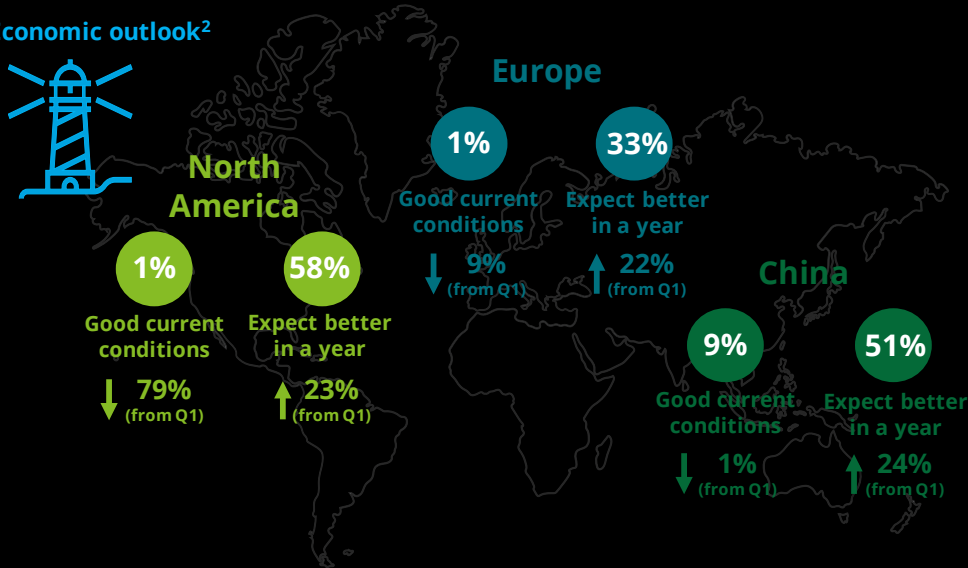 conomic outlook²
Europe
1%
33%
Good current
conditions
Expect better
in a year
9%
(from Q1)
22%
(from Q1)
North
America
1%
58%
Good current
conditions
Expect better
in a year
79%
(from Q1)
23%
(from Q1)
China
9%
51%
Good current
conditions
Expect better
in a year
1%
(from Q1)
24%
(from Q1)